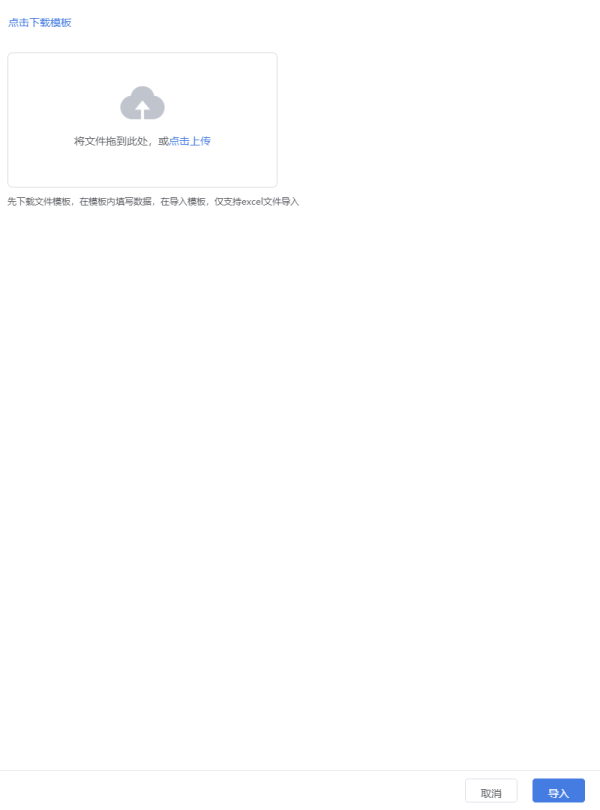 点击下载模板
将文件拖到此处，或点击上传
先下载文件模板，在模板内填写数据，在导入模板，仅支持excel文件导入
取消
导入